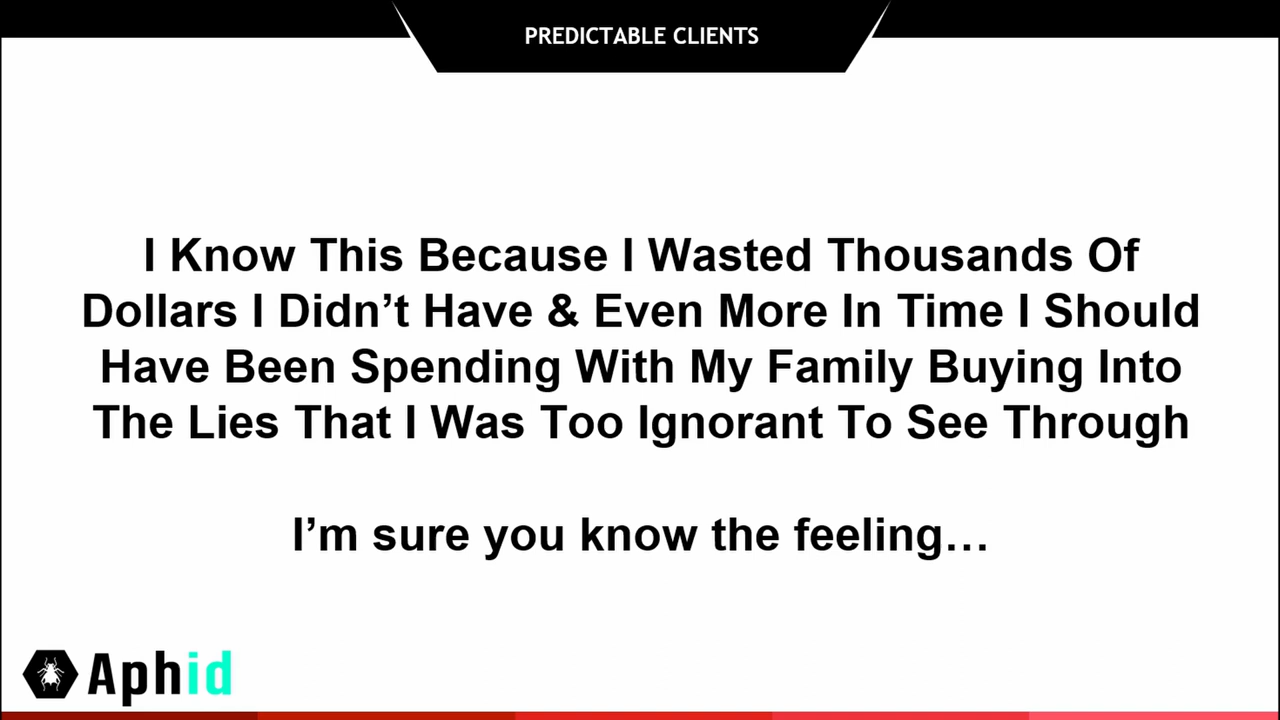 PREDICTABLE CLIENTS
I Know This Because I Wasted Thousands Of
Dollars I Didn’t Have & Even More In Time I Should
Have Been Spending With My Family Buying Into
The Lies That I Was Too Ignorant To See Through
I’m sure you know the feeling…
Aphid